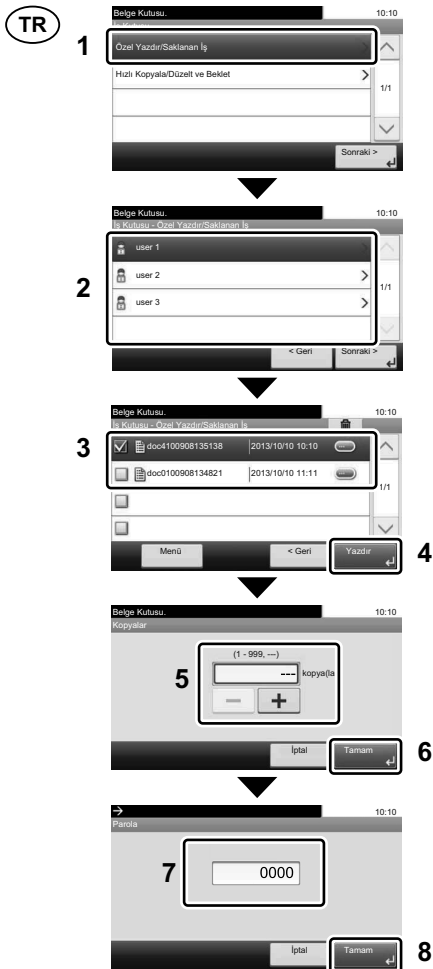 TR
Belge Kutusu. 10:10
İş Kutusu
1
Özel Yazdır/Saklanan İş
Hızlı Kopyala/Düzelt ve Beklet
1/1
Sonraki >
Belge Kutusu. 10:10
İş Kutusu - Özel Yazdır/Saklanan İş
2
user 1
user 2
user 3
1/1
< Geri Sonraki >
Belge Kutusu. 10:10
İş Kutusu - Özel Yazdır/Saklanan İş
3
doc4100908135138 2013/10/10 10:10
doc0100908134821 2013/10/10 11:11
1/1
Menü < Geri Yazdır 4
Belge Kutusu. 10:10
Kopyalar
(1 - 999, ---)
5 --- kopya(la
İptal Tamam 6
10:10
Parola
7 0000
İptal Tamam 8